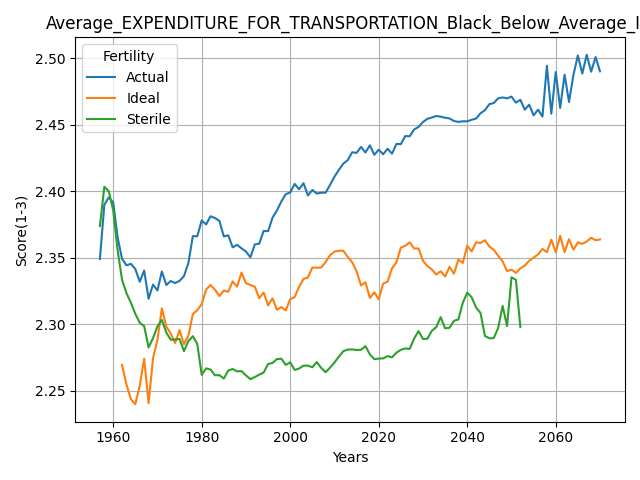 Average_EXPENDITURE_FOR_TRANSPORTATION_Black_Below_Average_I
Fertility
Actual
Ideal
Sterile
Score(1-3)
2.50
2.45
2.40
2.35
2.30
2.25
1960 1980 2000 2020 2040 2060
Years